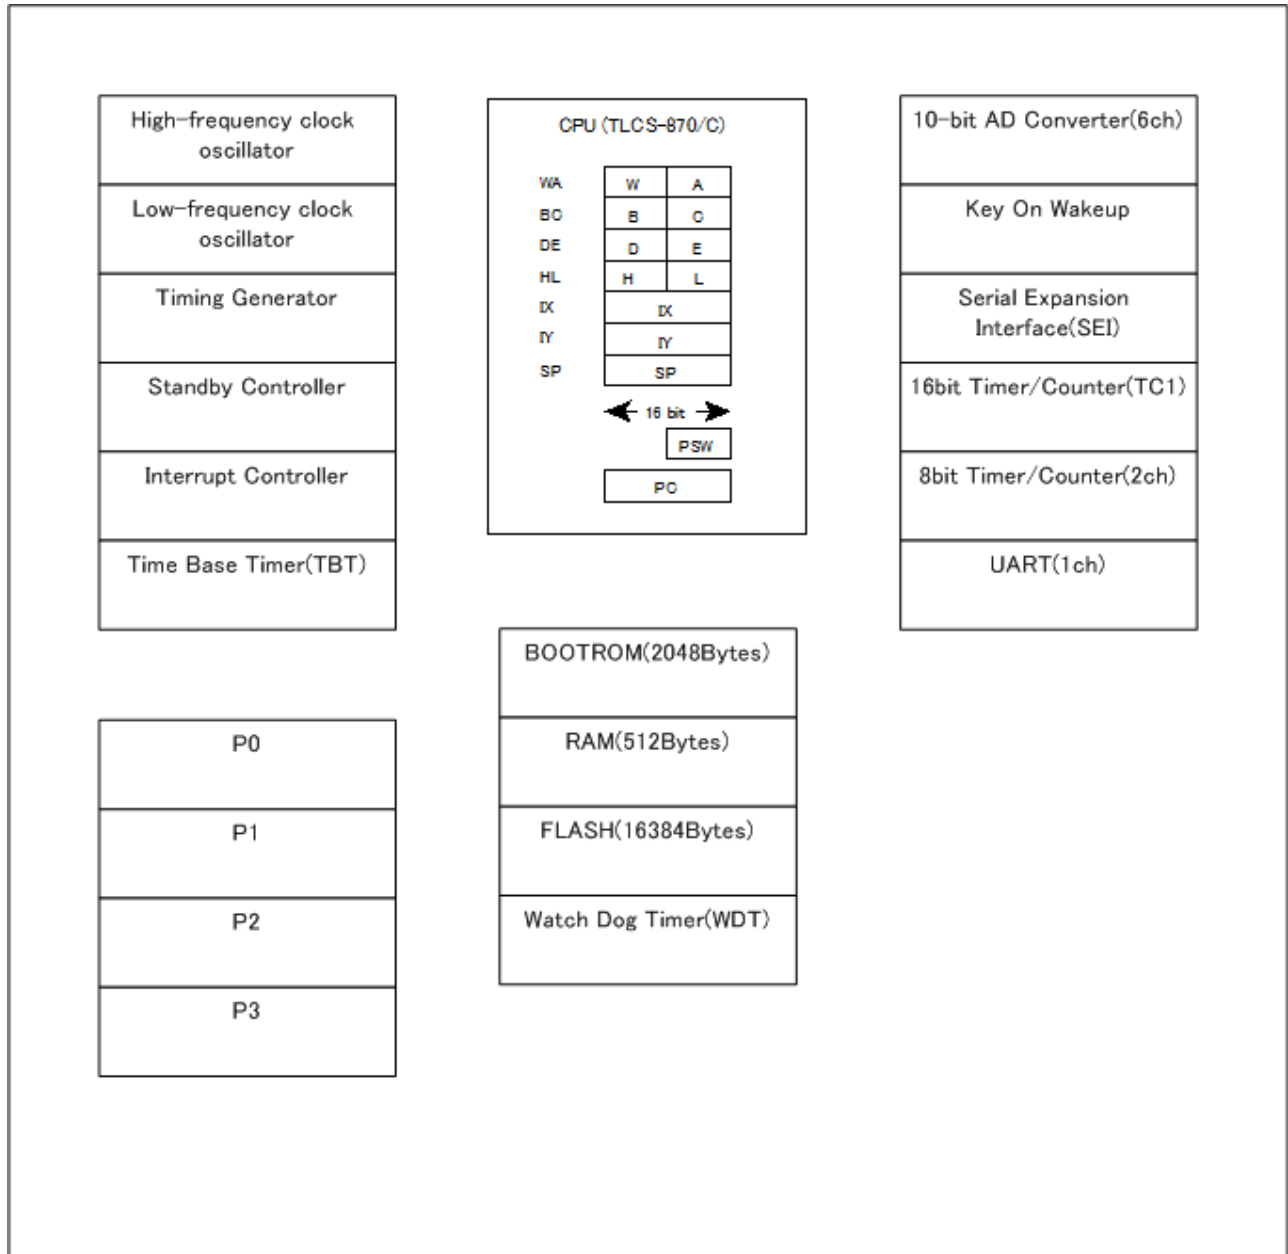 High-frequency clock
oscillator
Low-frequency clock
oscillator
Timing Generator
Standby Controller
Interrupt Controller
Time Base Timer(TBT)
P0
P1
P2
P3
CPU (TLCS-870/C)
WA W A
BC B C
DE D E
HL H L
IX IX
IY IY
SP SP
16 bit
PSW
PC
BOOTROM(2048Bytes)
RAM(512Bytes)
FLASH(16384Bytes)
Watch Dog Timer(WDT)
10-bit AD Converter(6ch)
Key On Wakeup
Serial Expansion
Interface(SEI)
16bit Timer/Counter(TC1)
8bit Timer/Counter(2ch)
UART(1ch)